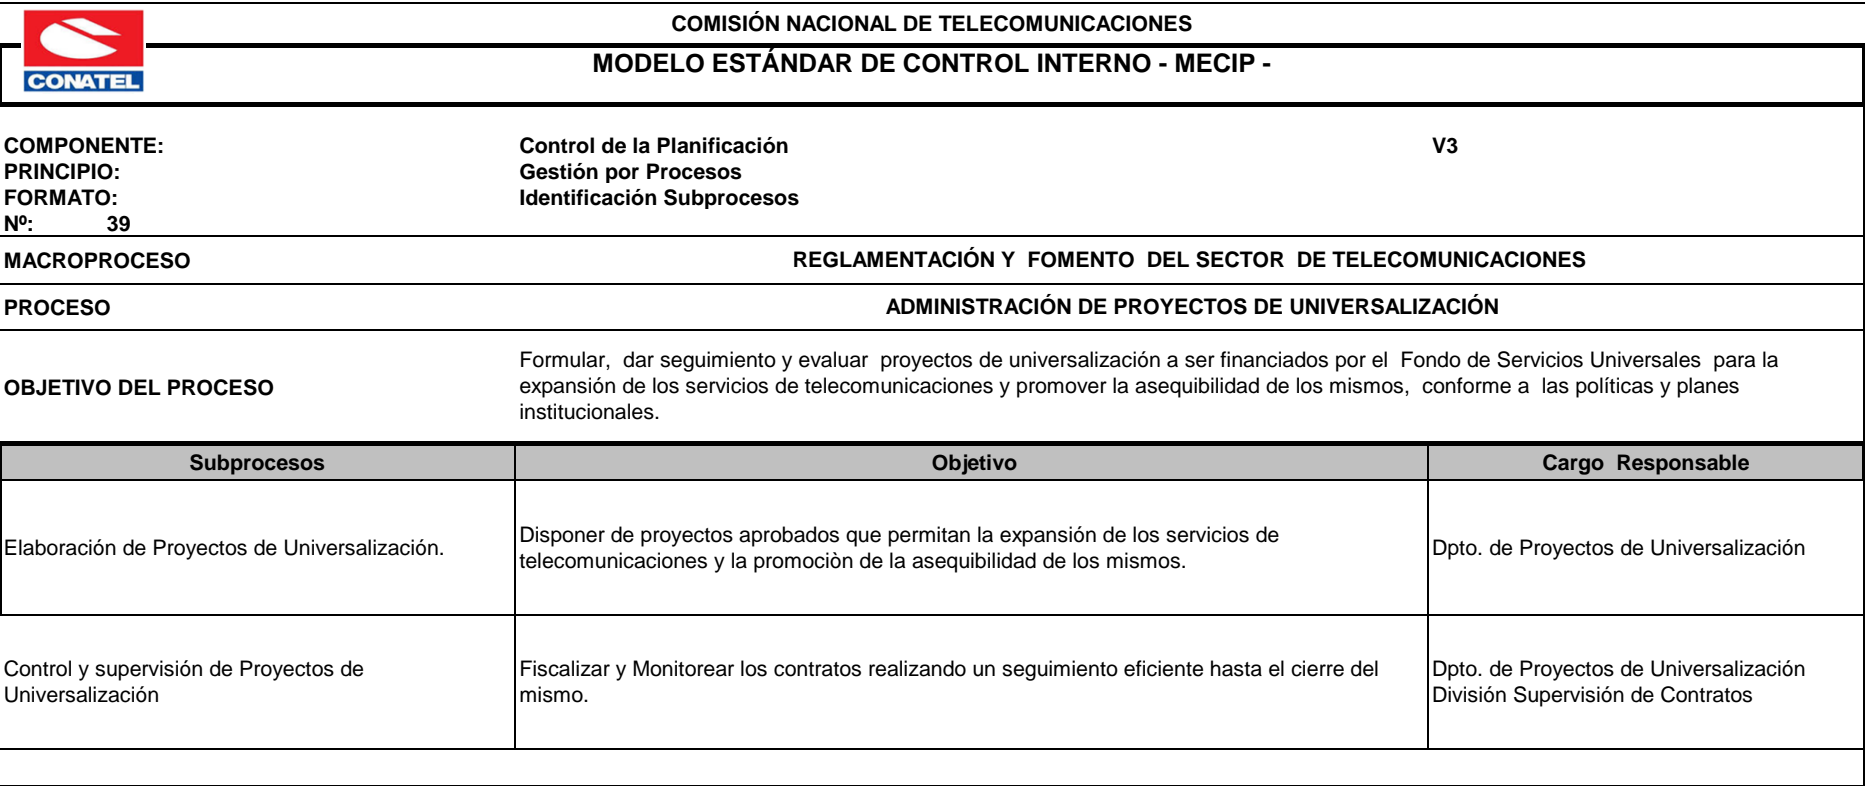 COMISIÓN NACIONAL DE TELECOMUNICACIONES
CONATEL
MODELO ESTÁNDAR DE CONTROL INTERNO - MECIP -
COMPONENTE: Control de la Planificación V3
PRINCIPIO: Gestión por Procesos
FORMATO: Identificación Subprocesos
Nº: 39
MACROPROCESO REGLAMENTACIÓN Y FOMENTO DEL SECTOR DE TELECOMUNICACIONES
PROCESO ADMINISTRACIÓN DE PROYECTOS DE UNIVERSALIZACIÓN
OBJETIVO DEL PROCESO
Formular, dar seguimiento y evaluar proyectos de universalización a ser financiados por el Fondo de Servicios Universales para la
expansión de los servicios de telecomunicaciones y promover la asequibilidad de los mismos, conforme a las políticas y planes
institucionales.
Subprocesos Objetivo Cargo Responsable
Elaboración de Proyectos de Universalización.
Disponer de proyectos aprobados que permitan la expansión de los servicios de
telecomunicaciones y la promociòn de la asequibilidad de los mismos.
Dpto. de Proyectos de Universalización
Control y supervisión de Proyectos de
Universalización
Fiscalizar y Monitorear los contratos realizando un seguimiento eficiente hasta el cierre del
mismo.
Dpto. de Proyectos de Universalización
División Supervisión de Contratos